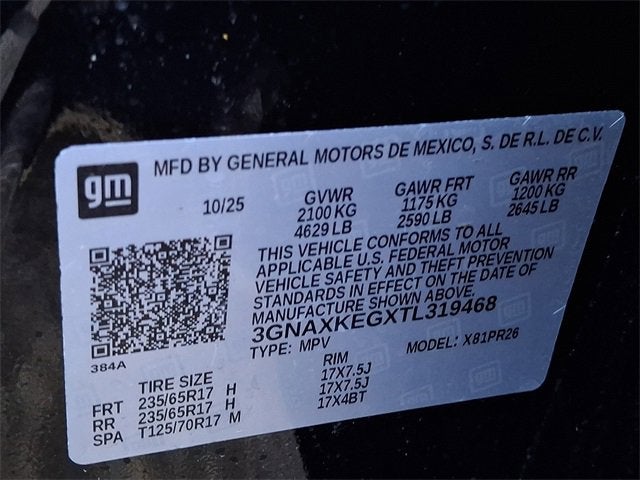 gm
MFD BY GENERAL MOTORS DE MEXICO, S. DE R.L. DE C.V.
10/25 GVWR GAWR FRT GAWR RR
2100 KG 1175 KG 1200 KG
4629 LB 2590 LB 2645 LB
THIS VEHICLE CONFORMS TO ALL
APPLICABLE U.S. FEDERAL MOTOR
VEHICLE SAFETY AND THEFT PREVENTION
STANDARDS IN EFFECT ON THE DATE OF
MANUFACTURE SHOWN ABOVE.
3GNAXKEGXTL319468
TYPE: MPV MODEL: X81PR26
384A
TIRE SIZE RIM
FRT 235/65R17 H 17X7.5J
RR 235/65R17 H 17X7.5J
SPA T125/70R17 M 17X4BT